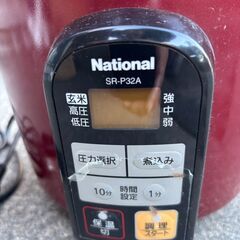 National
SR-P32A
玄米 強
高圧 中
低圧 弱
圧力選択 煮込み
10分 時間設定 1分
保温 調理
切 スタート